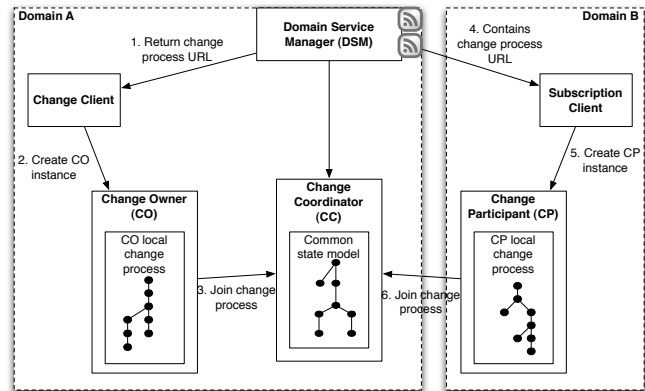 Domain A
Domain Service
Manager (DSM)
Domain B
1. Return change
process URL
4. Contains
change process
URL
Change Client
Subscription
Client
2. Create CO
instance
5. Create CP
instance
Change Owner
(CO)
Change
Coordinator
(CC)
Change
Participant (CP)
CO local
change
process
Common
state model
CP local
change
process
3. Join change
process
6. Join change
process